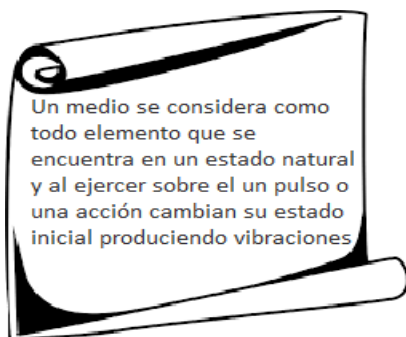 Un medio se considera como
todo elemento que se
encuentra en un estado natural
y al ejercer sobre el un pulso o
una acción cambian su estado
inicial produciendo vibraciones